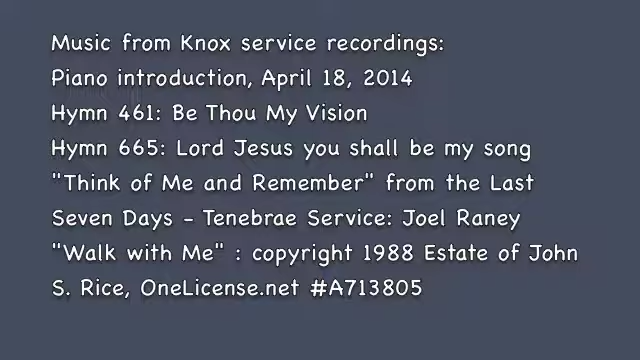 Music from Knox service recordings:
Piano introduction, April 18, 2014
Hymn 461: Be Thou My Vision
Hymn 665: Lord Jesus you shall be my song
"Think of Me and Remember" from the Last
Seven Days - Tenebrae Service: Joel Raney
"Walk with Me" : copyright 1988 Estate of John
S. Rice, OneLicense.net #A713805